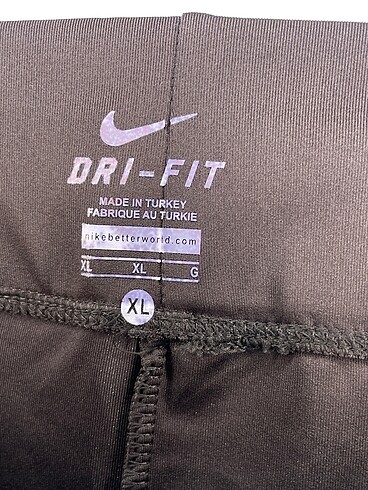 DRI-FIT
MADE IN TURKEY
FABRIQUE AU TURKIE
nikebetterworld.com
XL XL G
XL